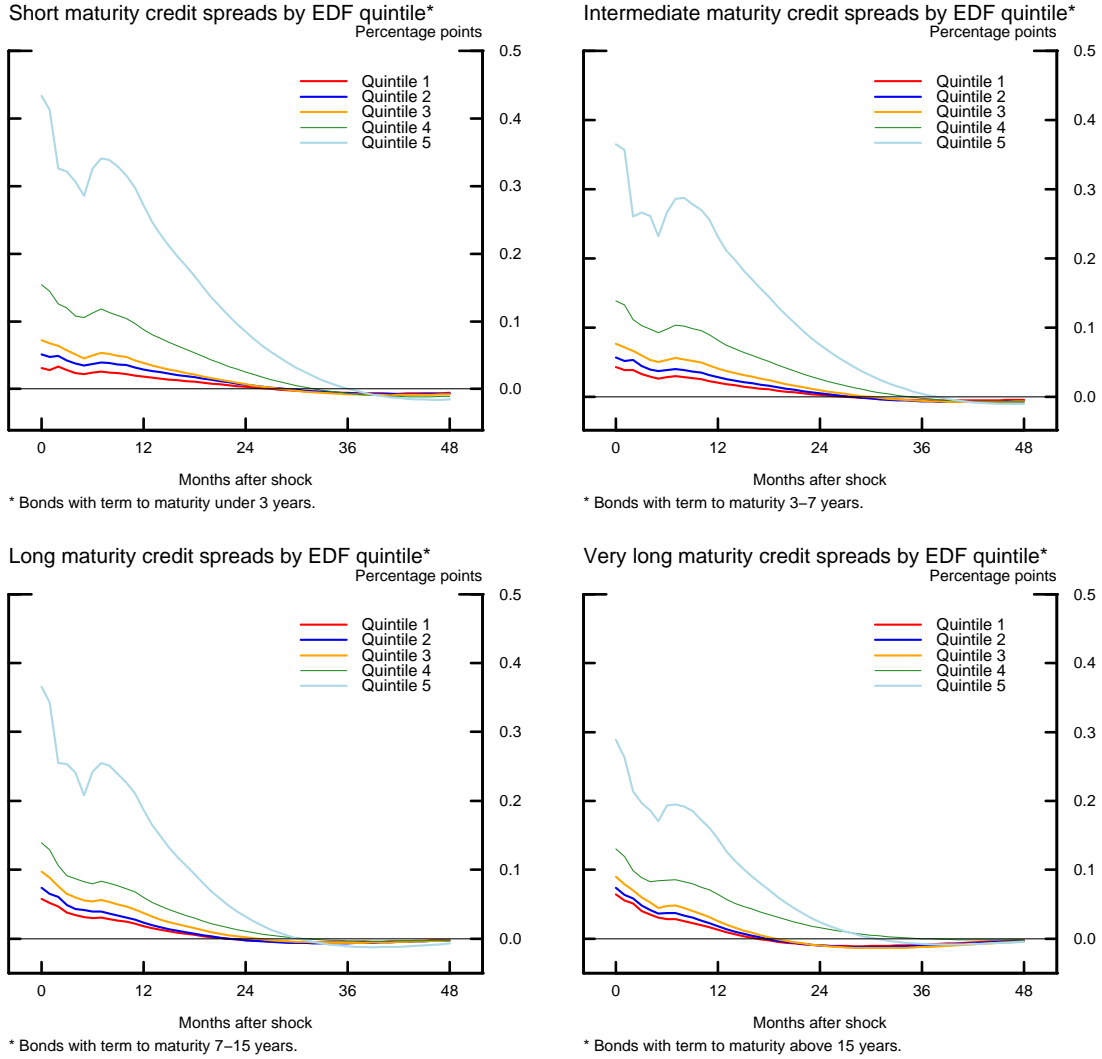 Short maturity credit spreads by EDF quintile*
Percentage points
0.5
0.4
0.3
0.2
0.1
0.0
Quintile 1
Quintile 2
Quintile 3
Quintile 4
Quintile 5
0 12 24 36 48
Months after shock
* Bonds with term to maturity under 3 years.
Intermediate maturity credit spreads by EDF quintile*
Percentage points
0.5
0.4
0.3
0.2
0.1
0.0
Quintile 1
Quintile 2
Quintile 3
Quintile 4
Quintile 5
0 12 24 36 48
Months after shock
* Bonds with term to maturity 3−7 years.
Long maturity credit spreads by EDF quintile*
Percentage points
0.5
0.4
0.3
0.2
0.1
0.0
Quintile 1
Quintile 2
Quintile 3
Quintile 4
Quintile 5
0 12 24 36 48
Months after shock
* Bonds with term to maturity 7−15 years.
Very long maturity credit spreads by EDF quintile*
Percentage points
0.5
0.4
0.3
0.2
0.1
0.0
Quintile 1
Quintile 2
Quintile 3
Quintile 4
Quintile 5
0 12 24 36 48
Months after shock
* Bonds with term to maturity above 15 years.